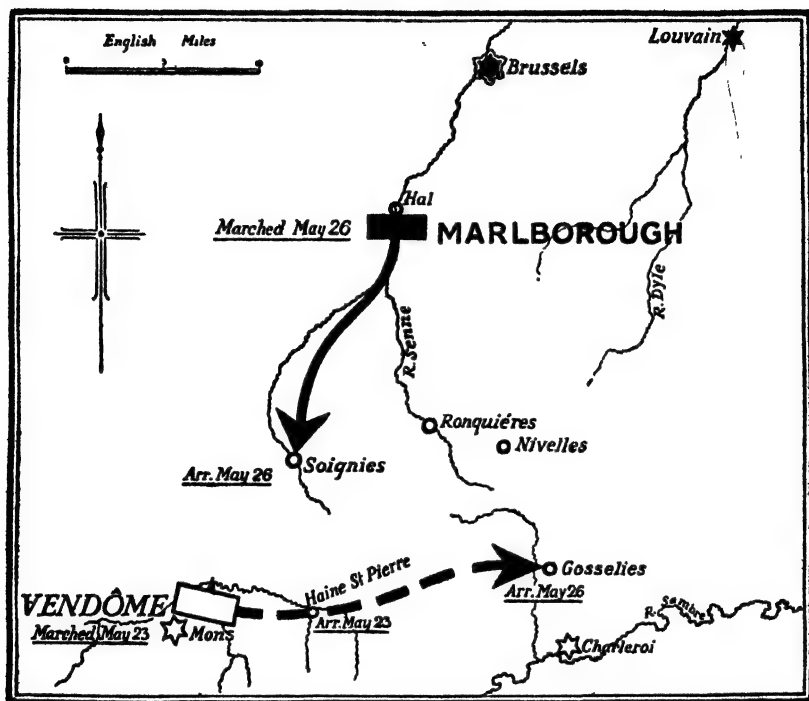 English Miles
Louvain
Brussels
Hal
Marched May 26
MARLBOROUGH
R. Dyle
R. Senne
Ronquiéres
Nivelles
Soignies
Arr. May 26
Haine St Pierre
Gosselies
Arr. May 26
VENDÔME
Marched May 23
Mons
Arr. May 23
R. Sambre
Charleroi